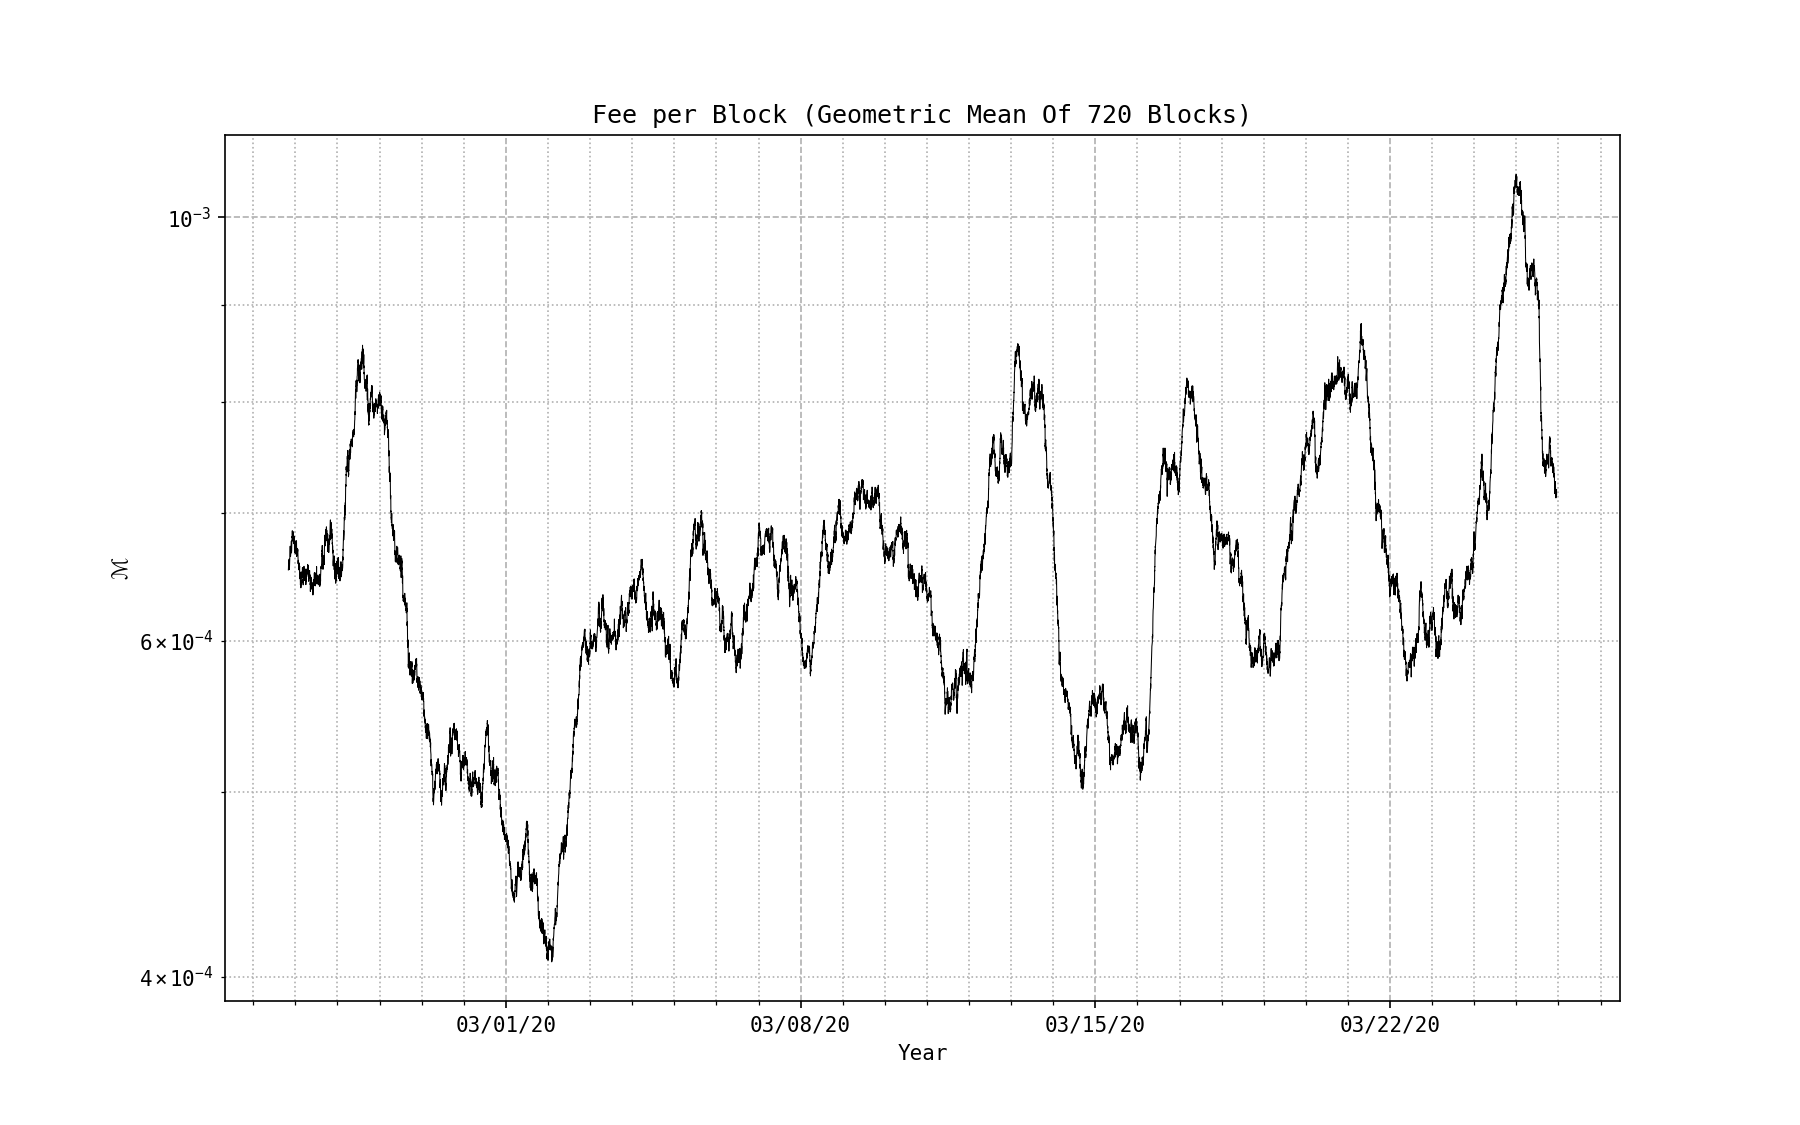 Fee per Block (Geometric Mean Of 720 Blocks)
10⁻³
6×10⁻⁴
4×10⁻⁴
ℳ
03/01/20 03/08/20 03/15/20 03/22/20
Year